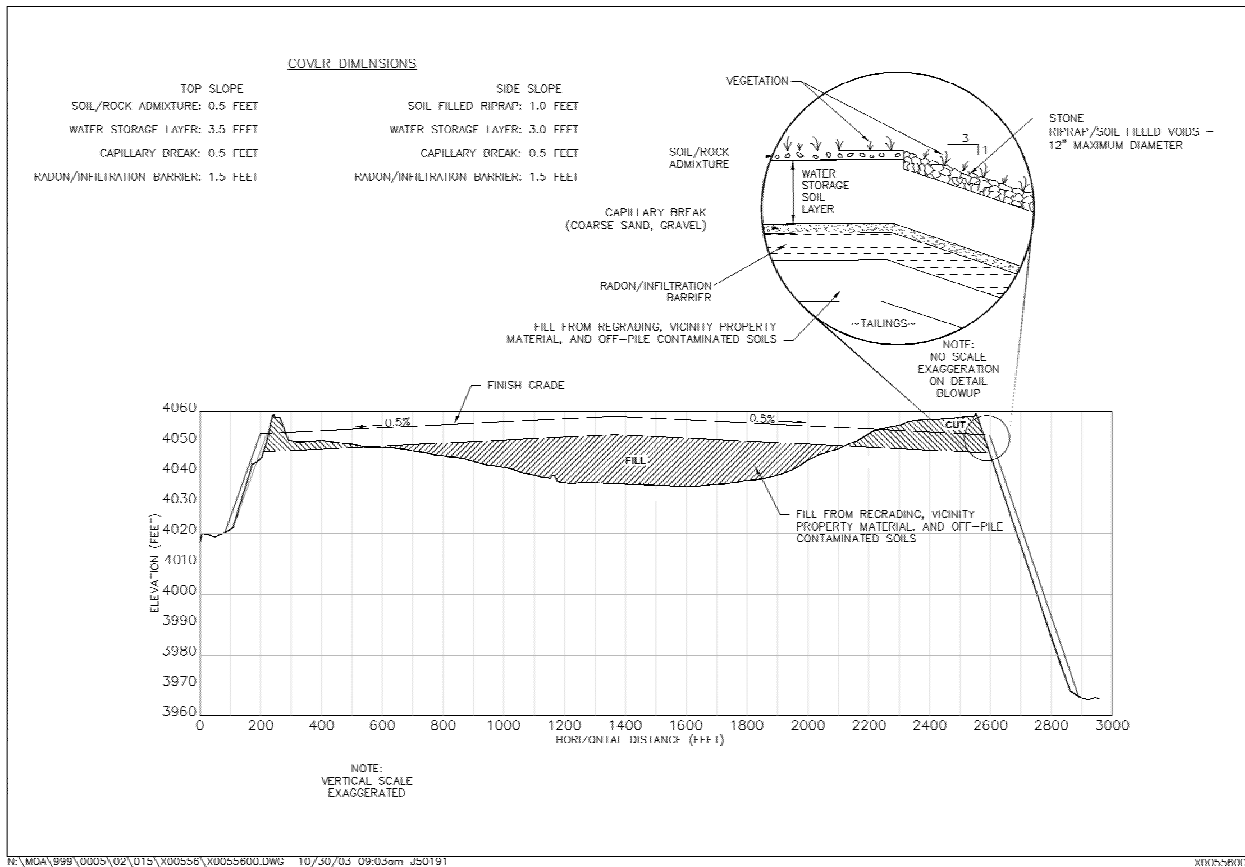 COVER DIMENSIONS
TOP SLOPE
SOIL/ROCK ADMIXTURE: 0.5 FEET
WATER STORAGE LAYER: 3.5 FEET
CAPILLARY BREAK: 0.5 FEET
RADON/INFILTRATION BARRIER: 1.5 FEET
SIDE SLOPE
SOIL FILLED RIPRAP: 1.0 FEET
WATER STORAGE LAYER: 3.0 FEET
CAPILLARY BREAK: 0.5 FEET
RADON/INFILTRATION BARRIER: 1.5 FEET
VEGETATION
3
1
STONE
RIPRAP/SOIL FILLED VOIDS –
12" MAXIMUM DIAMETER
SOIL/ROCK
ADMIXTURE
WATER
STORAGE
SOIL
LAYER
CAPILLARY BREAK
(COARSE SAND, GRAVEL)
RADON/INFILTRATION
BARRIER
FILL FROM REGRADING, VICINITY PROPERTY
MATERIAL, AND OFF-PILE CONTAMINATED SOILS
~TAILINGS~
NOTE:
NO SCALE
EXAGGERATION
ON DETAIL
BLOWUP
FINISH GRADE
0.5%
0.5%
CUT
FILL
FILL FROM REGRADING, VICINITY
PROPERTY MATERIAL, AND OFF-PILE
CONTAMINATED SOILS
ELEVATION (FEET)
4060
4050
4040
4030
4020
4010
4000
3990
3980
3970
3960
0 200 400 600 800 1000 1200 1400 1600 1800 2000 2200 2400 2600 2800 3000
HORIZONTAL DISTANCE (FEET)
NOTE:
VERTICAL SCALE
EXAGGERATED
N:\MOA\999\0005\02\015\X00556\X0055600.DWG 10/30/03 09:03am J50191
X0055600